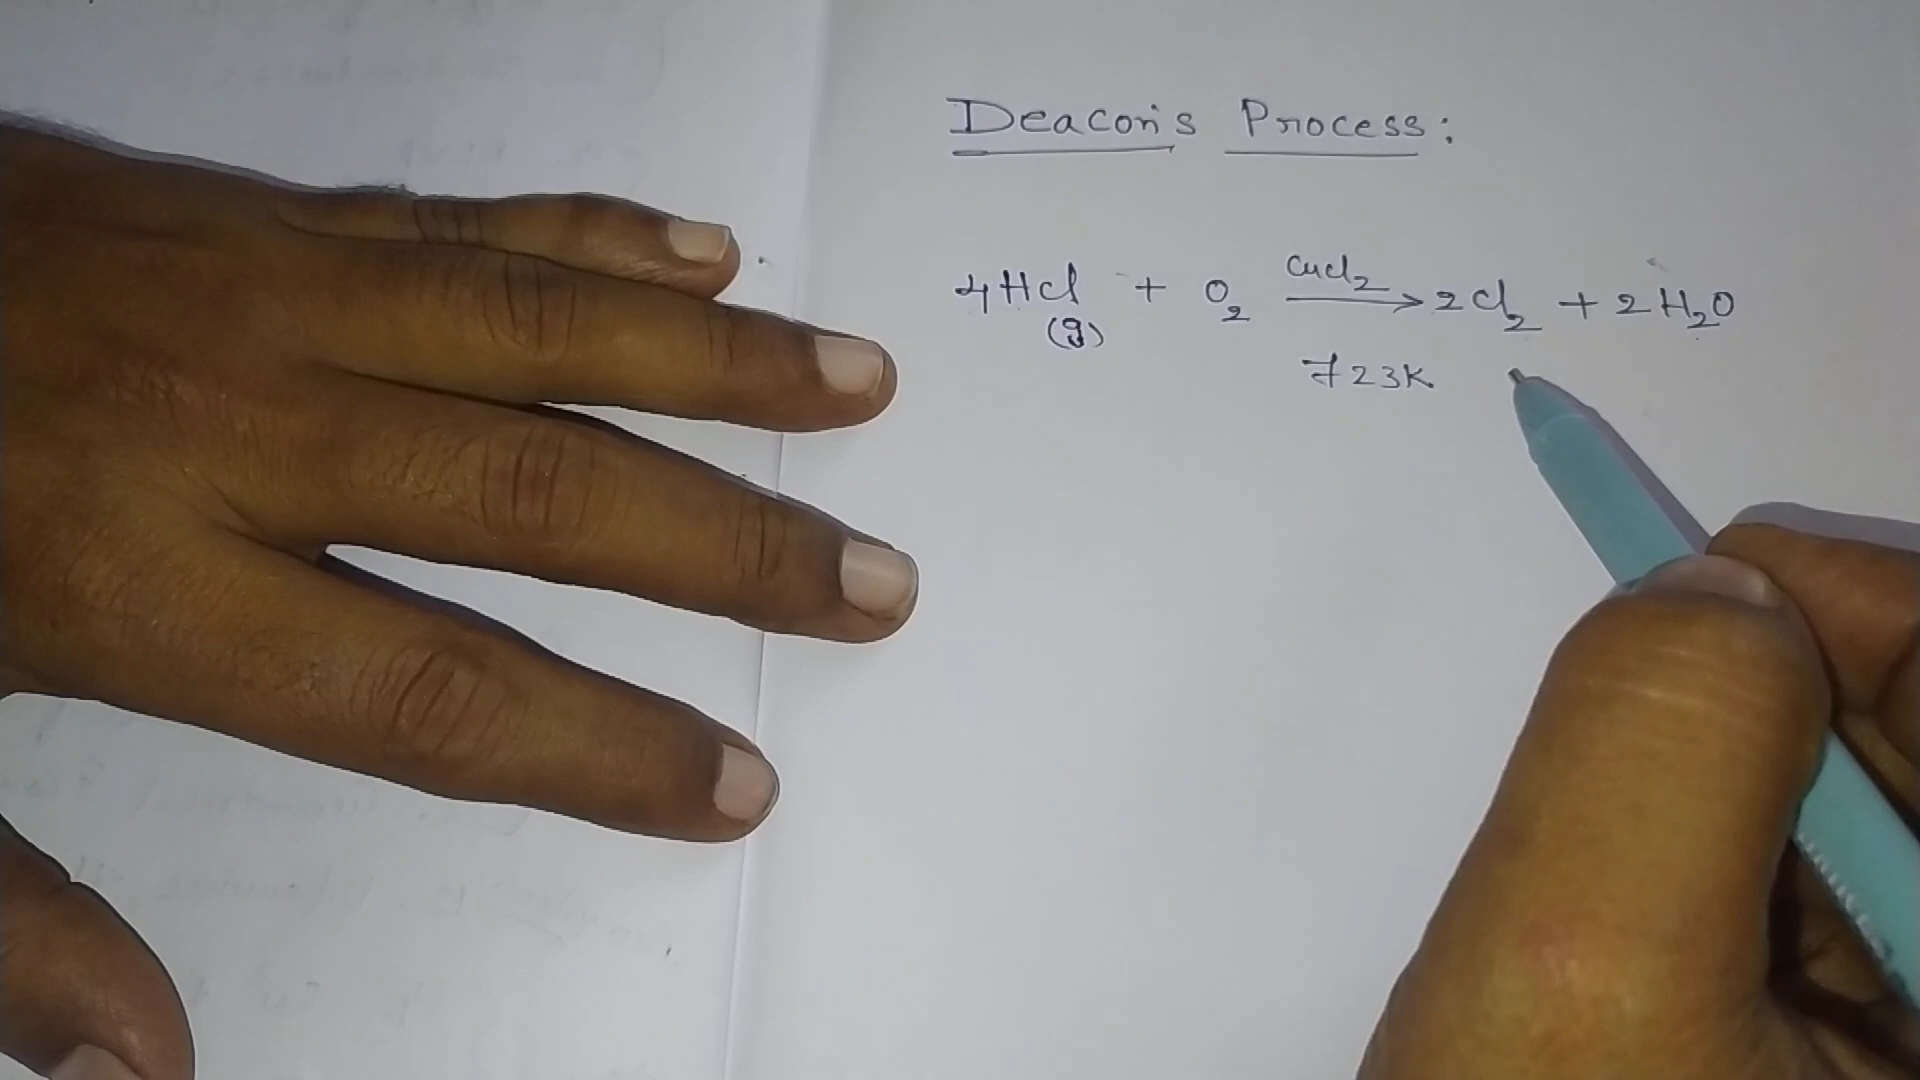 Deacon's Process:
4HCl + O2 CuCl2 → 2Cl2 + 2H2O
(g)
723K